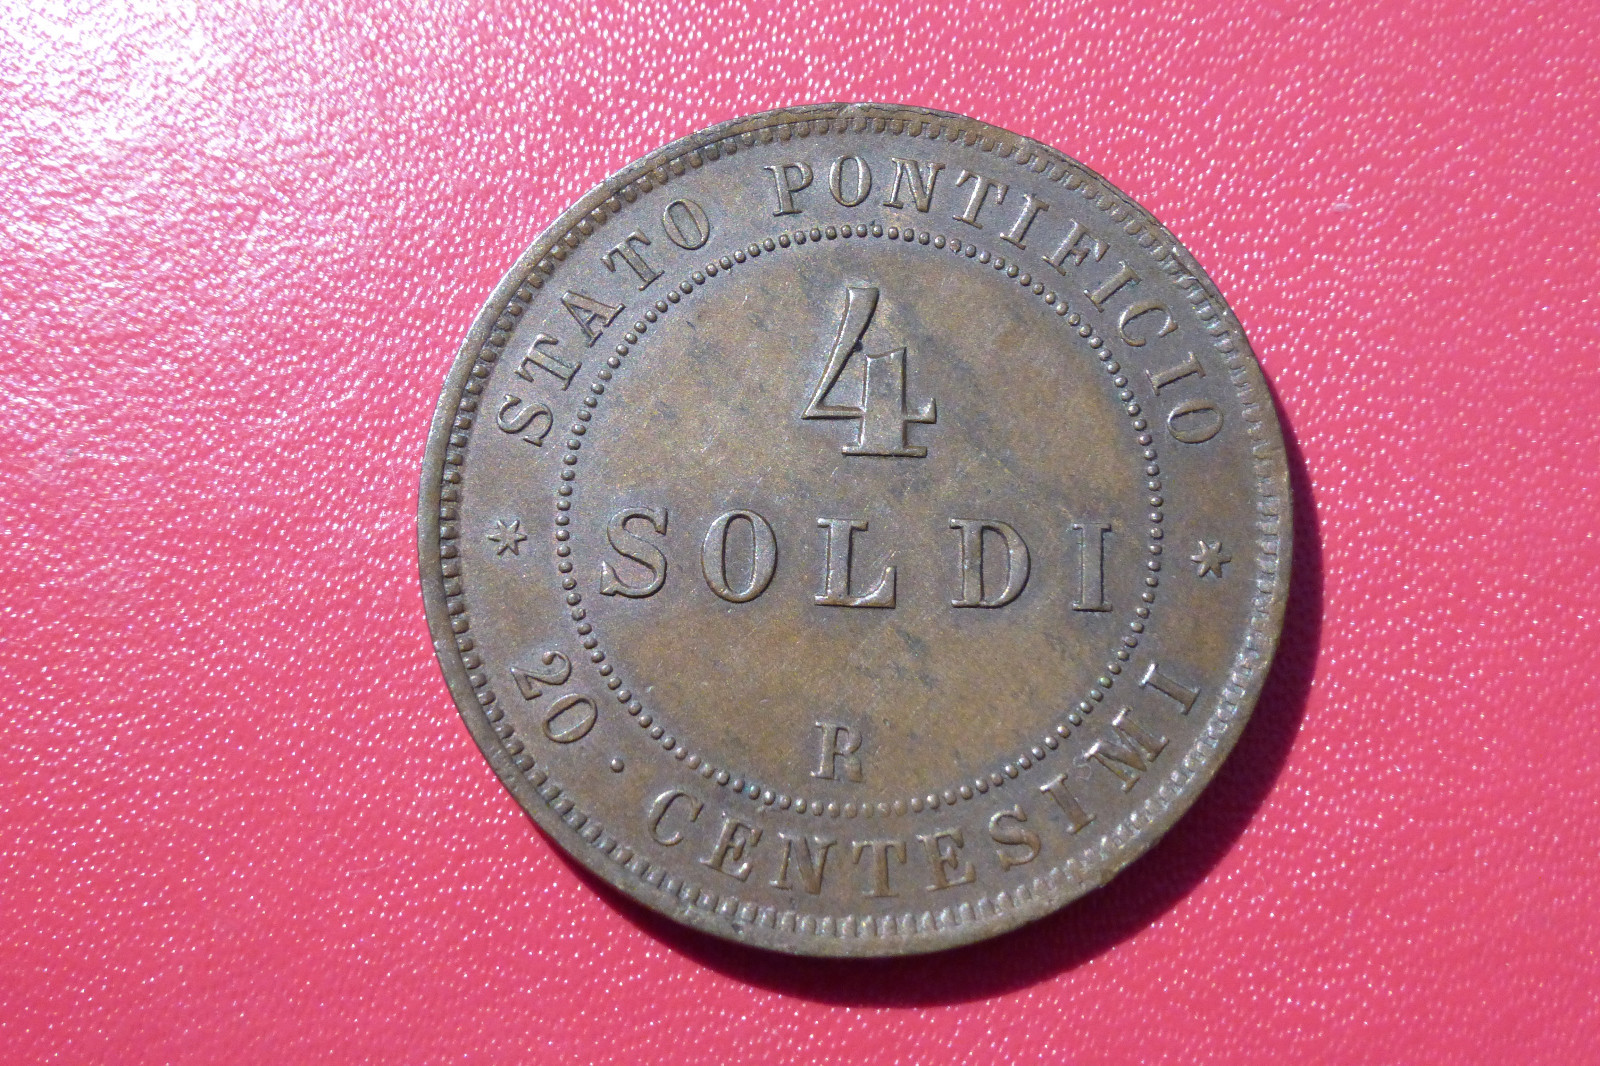 STATO PONTIFICIO
4
SOLDI
R
* 20 . CENTESIMI *